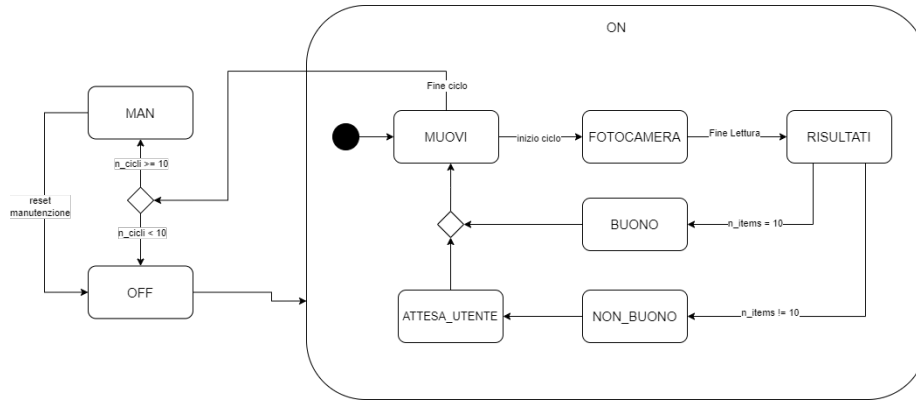 ON
Fine ciclo
MAN
MUOVI
inizio ciclo
FOTOCAMERA
Fine Lettura
RISULTATI
n_cicli >= 10
reset
manutenzione
n_cicli < 10
BUONO
n_items = 10
OFF
ATTESA_UTENTE
NON_BUONO
n_items != 10